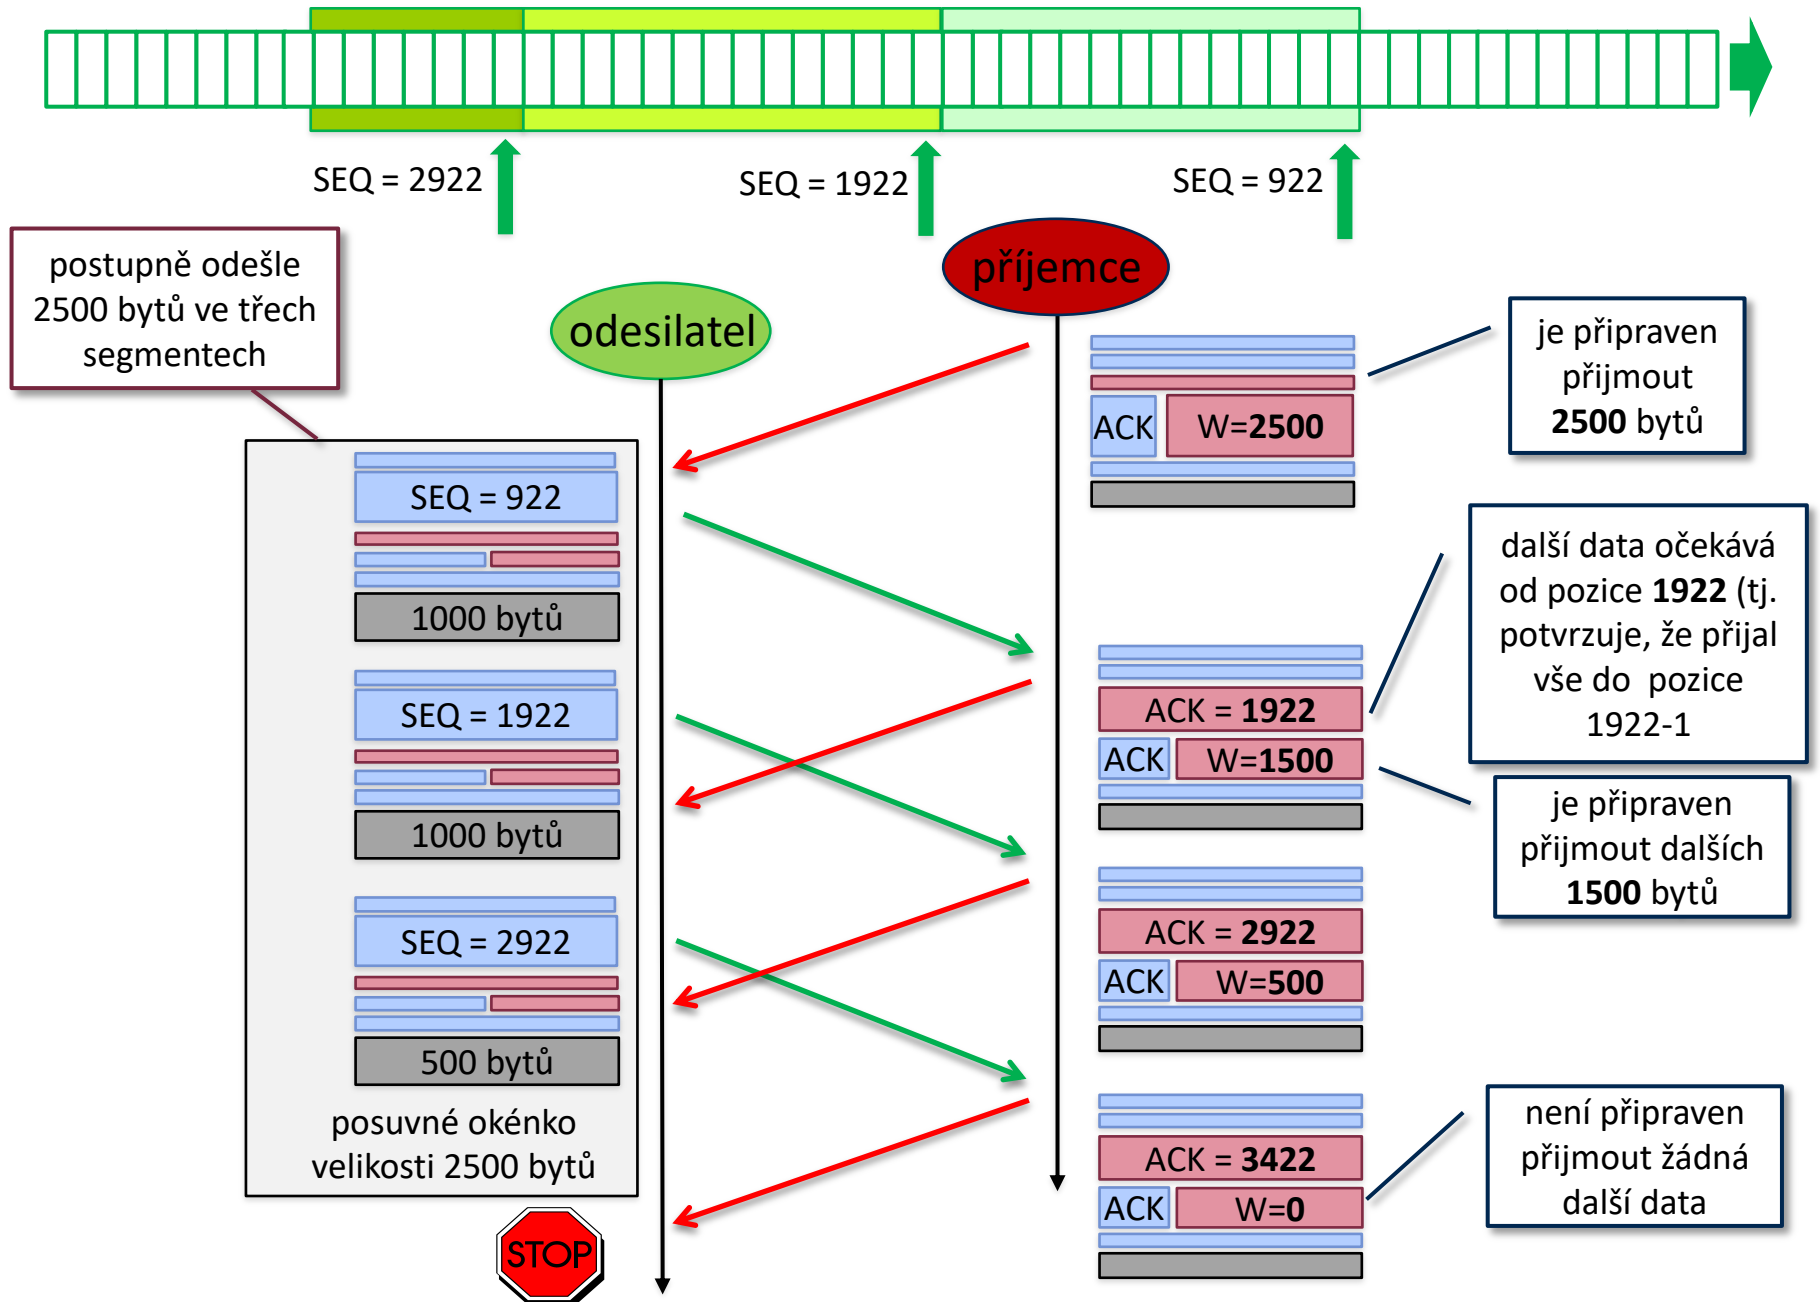 SEQ = 2922
SEQ = 1922
SEQ = 922
postupně odešle
2500 bytů ve třech
segmentech
odesilatel
příjemce
je připraven
přijmout
2500 bytů
ACK
W=2500
SEQ = 922
1000 bytů
další data očekává
od pozice 1922 (tj.
potvrzuje, že přijal
vše do pozice
1922-1
SEQ = 1922
1000 bytů
ACK = 1922
ACK
W=1500
je připraven
přijmout dalších
1500 bytů
SEQ = 2922
500 bytů
ACK = 2922
ACK
W=500
posuvné okénko
velikosti 2500 bytů
STOP
ACK = 3422
ACK
W=0
není připraven
přijmout žádná
další data